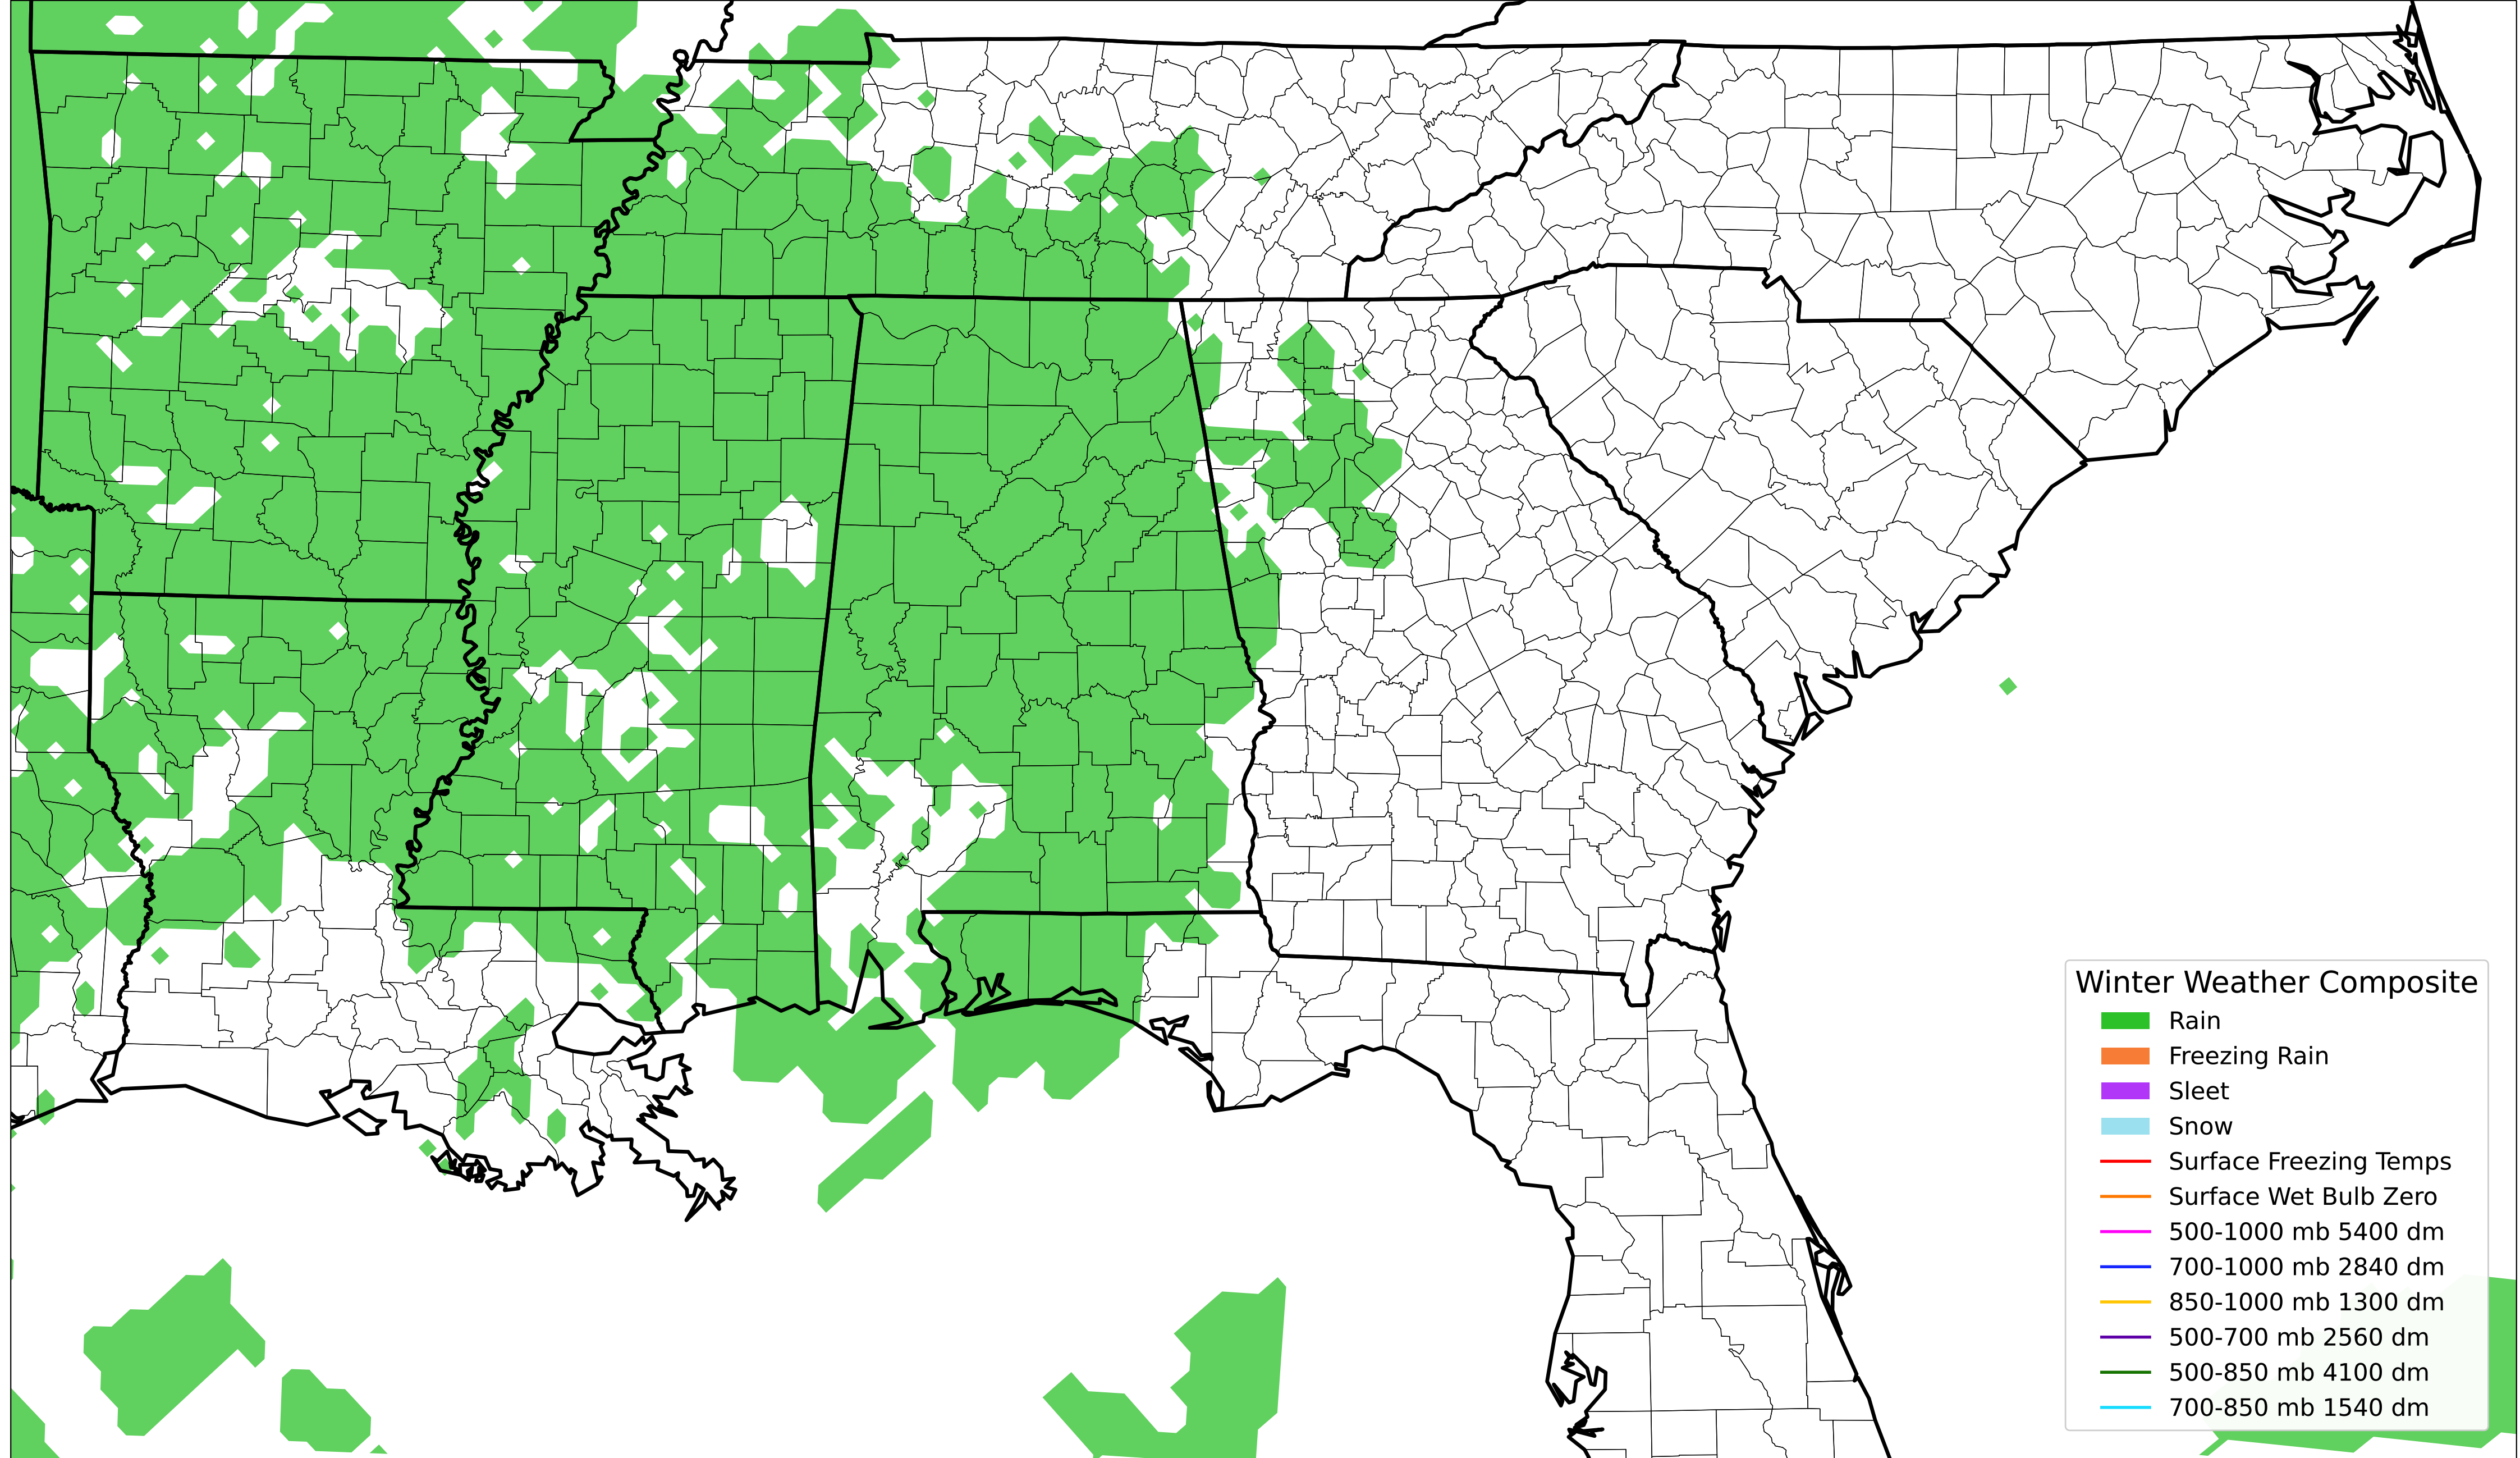 Winter Weather Composite
Rain
Freezing Rain
Sleet
Snow
Surface Freezing Temps
Surface Wet Bulb Zero
500-1000 mb 5400 dm
700-1000 mb 2840 dm
850-1000 mb 1300 dm
500-700 mb 2560 dm
500-850 mb 4100 dm
700-850 mb 1540 dm